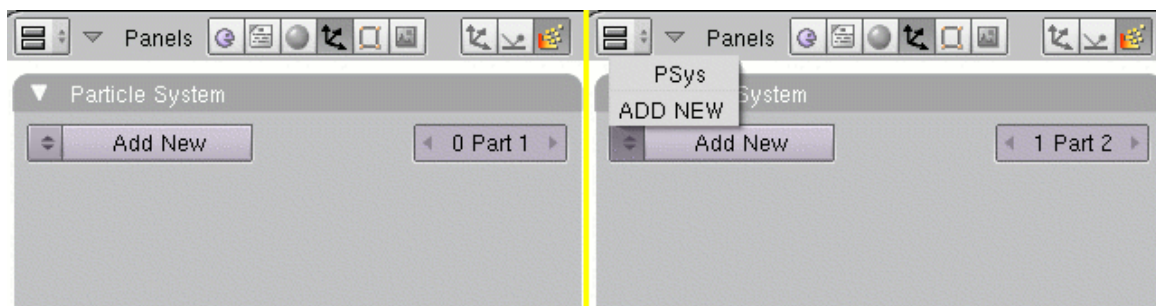 Panels
Particle System
Add New
0 Part 1
Panels
PSys
ADD NEW
System
Add New
1 Part 2